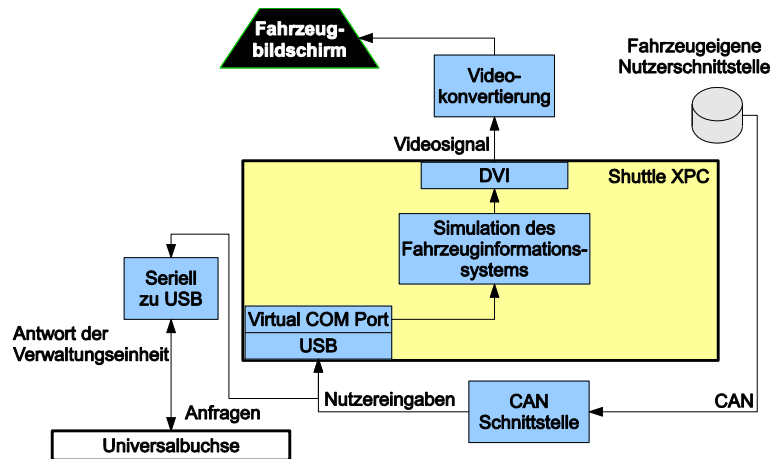 Fahrzeug-
bildschirm
Fahrzeugeigene
Nutzerschnittstelle
Video-
konvertierung
Videosignal
DVI
Shuttle XPC
Simulation des
Fahrzeuginformations-
systems
Seriell
zu USB
Virtual COM Port
USB
Antwort der
Verwaltungseinheit
Nutzereingaben
CAN
Schnittstelle
CAN
Anfragen
Universalbuchse